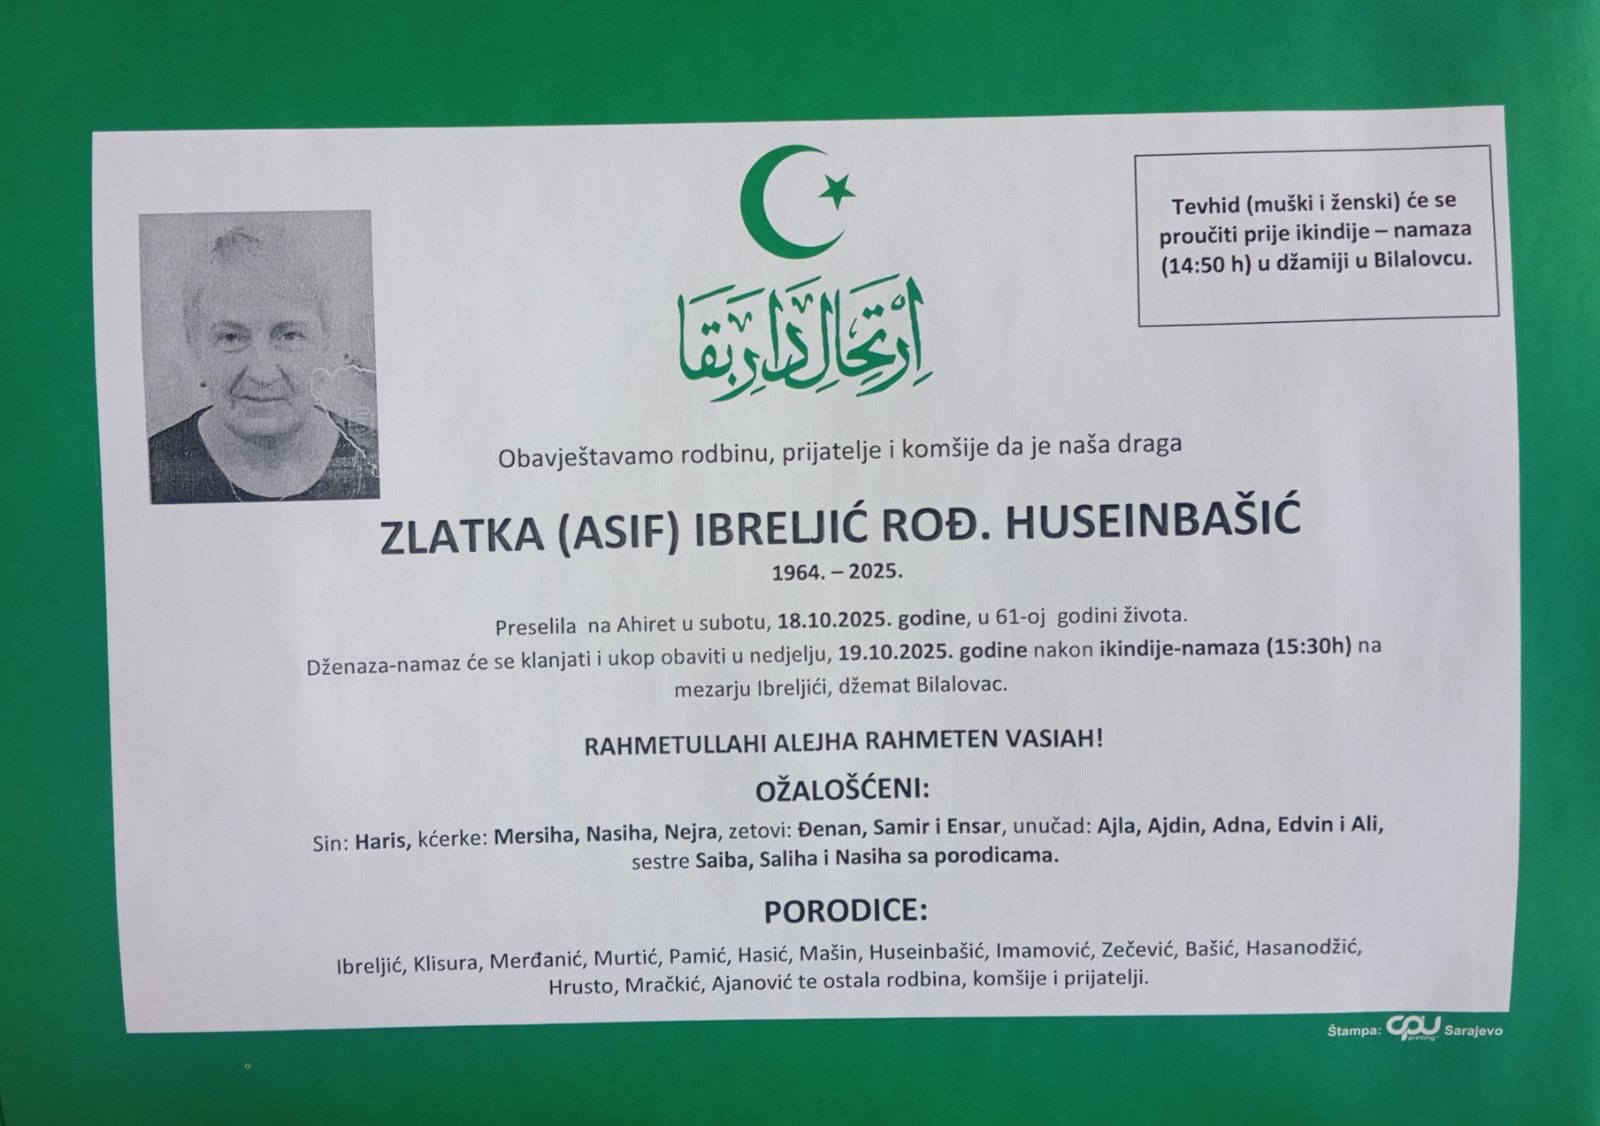 Tevhid (muški i ženski) će se
proučiti prije ikindije – namaza
(14:50 h) u džamiji u Bilalovcu.
اِرْتِحَالِ دَارِ بَقَا
Obavještavamo rodbinu, prijatelje i komšije da je naša draga
ZLATKA (ASIF) IBRELJIĆ ROĐ. HUSEINBAŠIĆ
1964. – 2025.
Preselila na Ahiret u subotu, 18.10.2025. godine, u 61-oj godini života.
Dženaza-namaz će se klanjati i ukop obaviti u nedjelju, 19.10.2025. godine nakon ikindije-namaza (15:30h) na
mezarju Ibreljići, džemat Bilalovac.
RAHMETULLAHI ALEJHA RAHMETEN VASIAH!
OŽALOŠĆENI:
Sin: Haris, kćerke: Mersiha, Nasiha, Nejra, zetovi: Đenan, Samir i Ensar, unučad: Ajla, Ajdin, Adna, Edvin i Ali,
sestre Saiba, Saliha i Nasiha sa porodicama.
PORODICE:
Ibreljić, Klisura, Merđanić, Murtić, Pamić, Hasić, Mašin, Huseinbašić, Imamović, Zečević, Bašić, Hasanodžić,
Hrusto, Mračkić, Ajanović te ostala rodbina, komšije i prijatelji.
Štampa: CPU printing Sarajevo